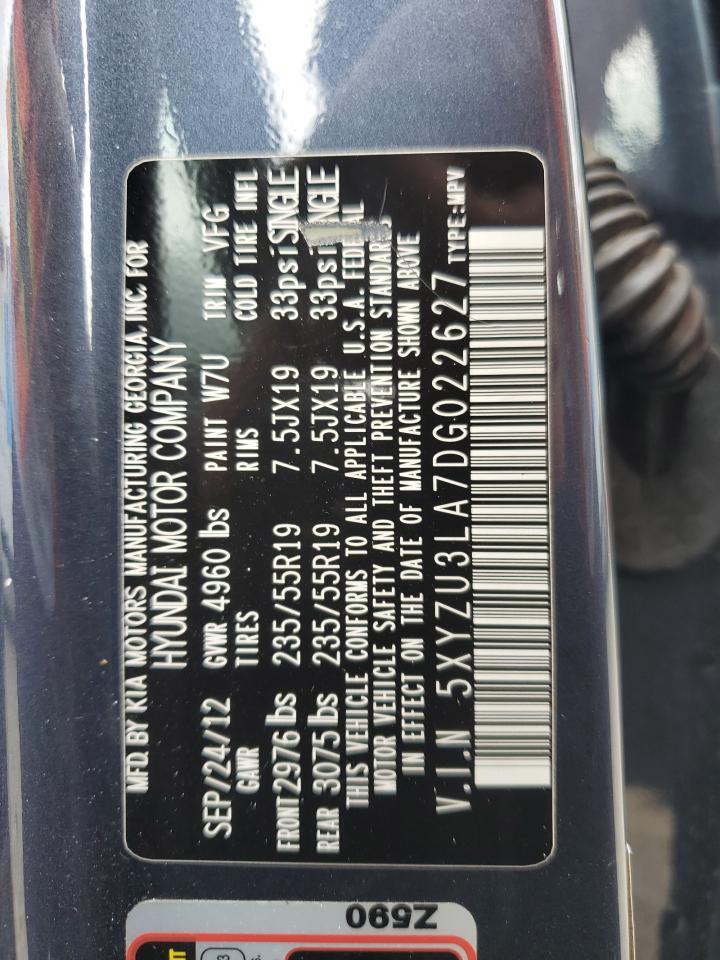 MFD. BY KIA MOTORS MANUFACTURING GEORGIA, INC. FOR
HYUNDAI MOTOR COMPANY
SEP/24/12 GVWR 4960 lbs PAINT W7U TRIM VFG
GAWR TIRES RIMS COLD TIRE INFL
FRONT 2976 lbs 235/55R19 7.5JX19 33psi SINGLE
REAR 3075 lbs 235/55R19 7.5JX19 33psi NGLE
THIS VEHICLE CONFORMS TO ALL APPLICABLE U.S.A. FEDERAL
MOTOR VEHICLE SAFETY AND THEFT PREVENTION STANDARDS
IN EFFECT ON THE DATE OF MANUFACTURE SHOWN ABOVE
V.I.N 5XYZU3LA7DG022627 TYPE:MPV
Z590